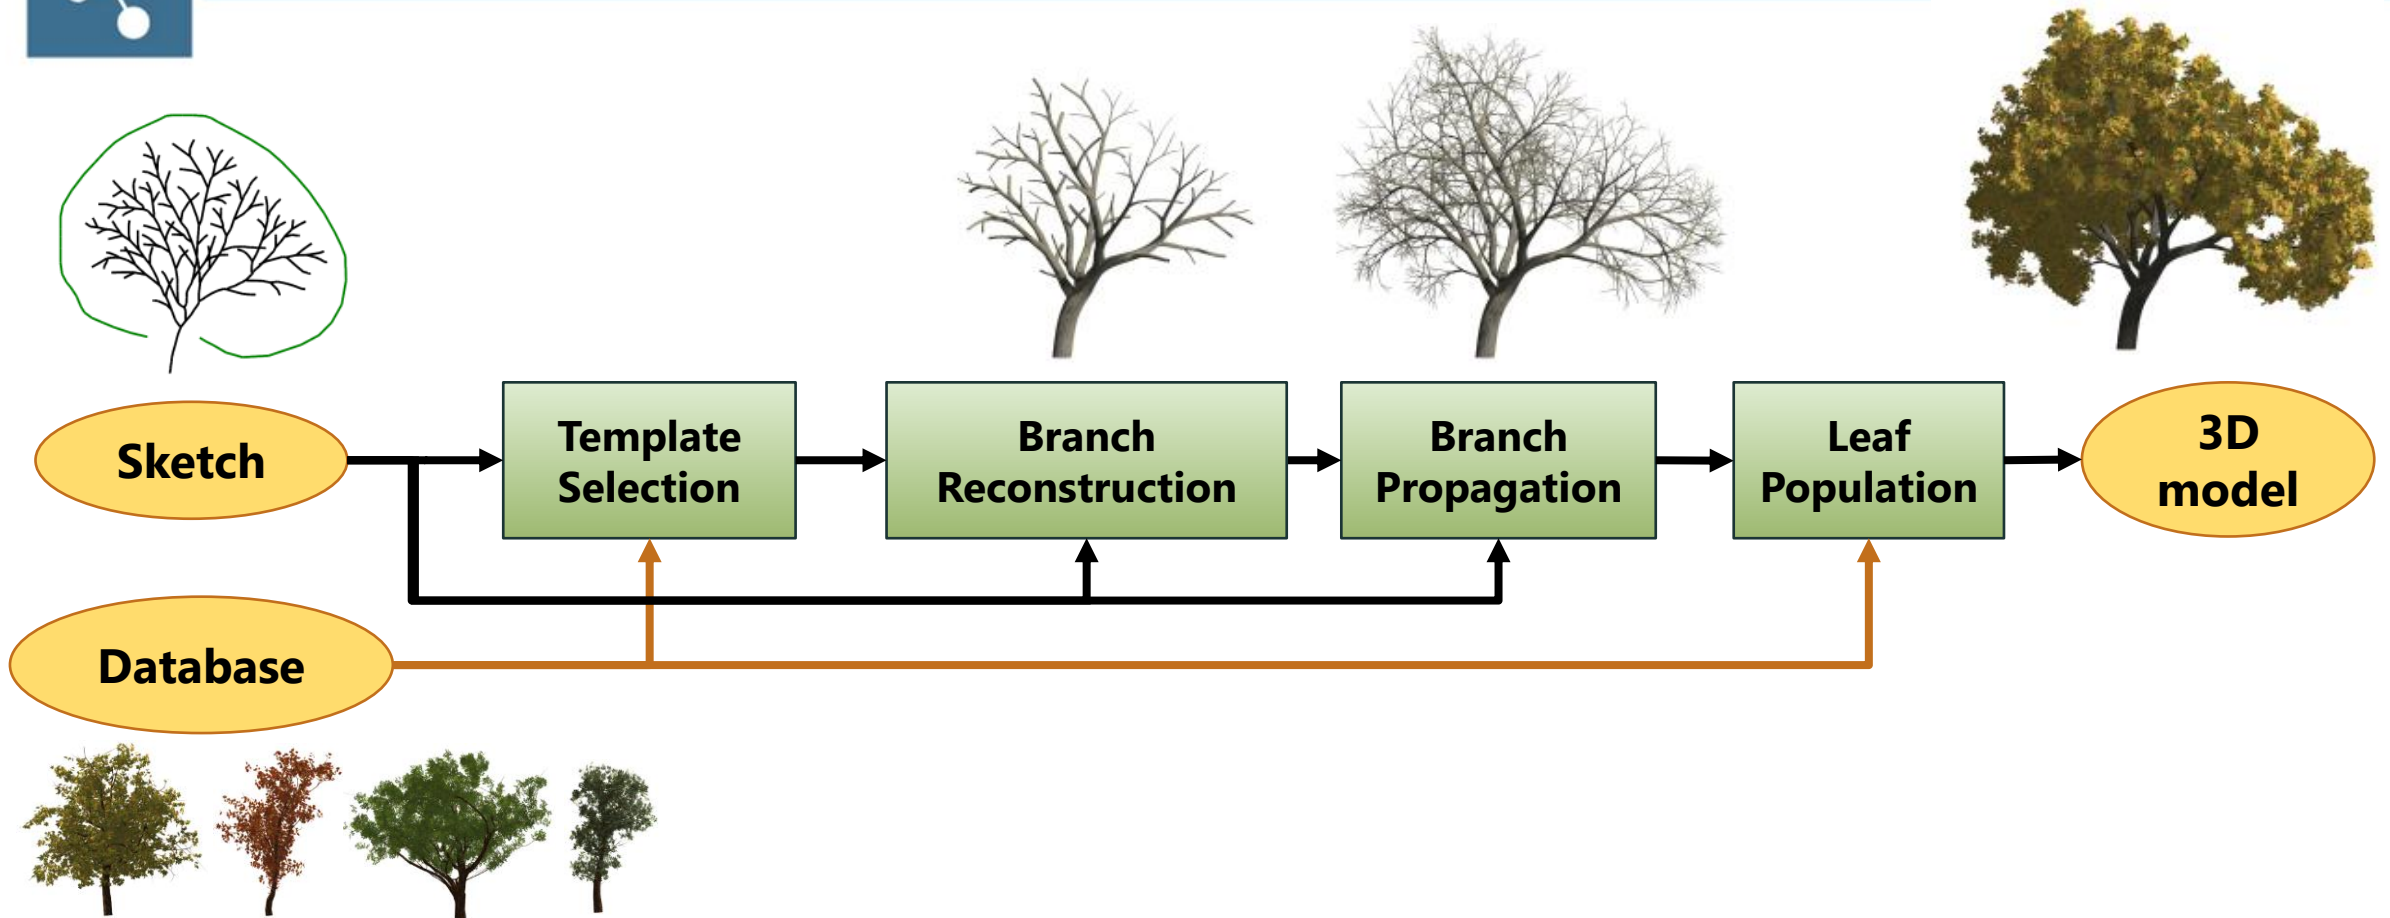 Sketch
Template
Selection
Branch
Reconstruction
Branch
Propagation
Leaf
Population
3D
model
Database